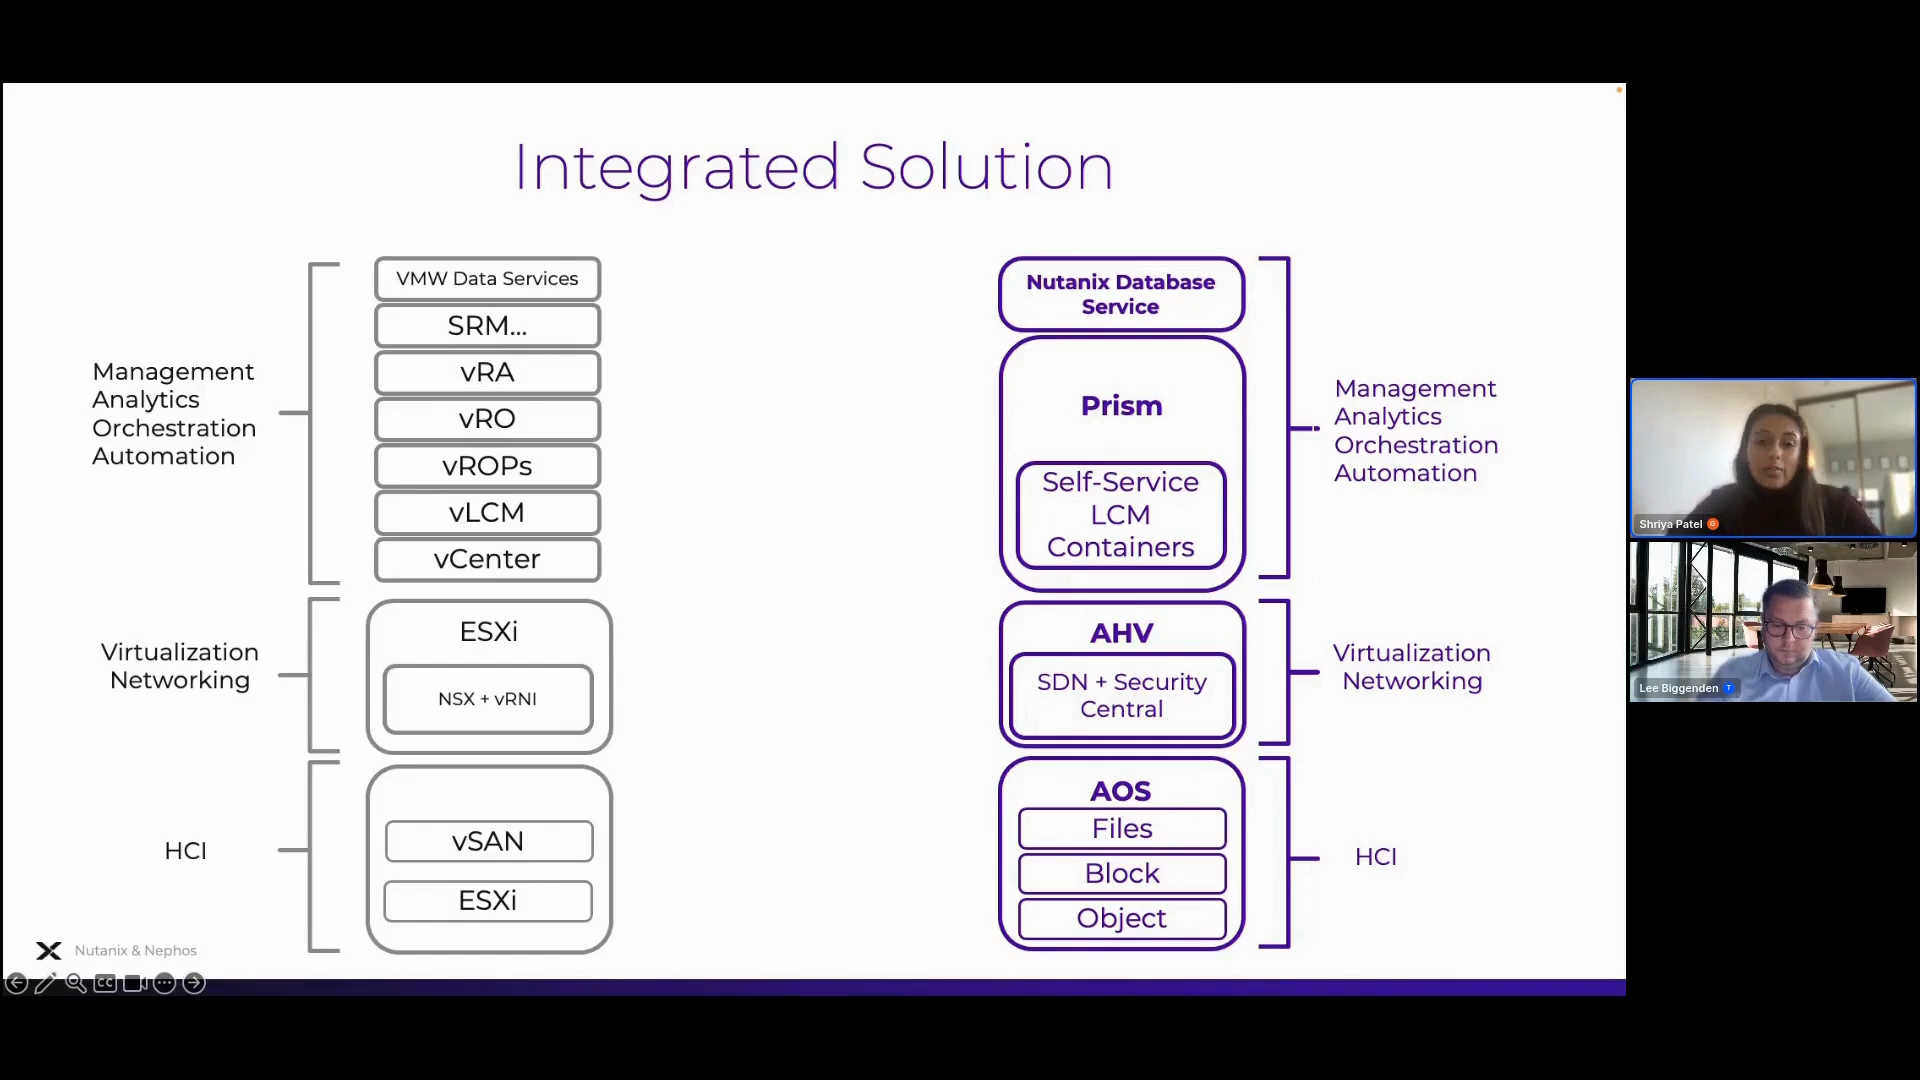 Integrated Solution
Management
Analytics
Orchestration
Automation
VMW Data Services
SRM...
vRA
vRO
vROPs
vLCM
vCenter
Virtualization
Networking
ESXi
NSX + vRNI
HCI
vSAN
ESXi
Nutanix Database
Service
Prism
Self-Service
LCM
Containers
Management
Analytics
Orchestration
Automation
AHV
SDN + Security
Central
Virtualization
Networking
AOS
Files
Block
Object
HCI
Nutanix & Nephos
CC
Shriya Patel
Lee Biggenden